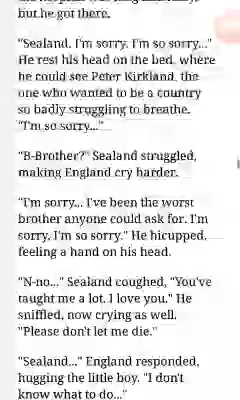 but he got there.
"Sealand, I'm sorry. I'm so sorry..."
He rest his head on the bed, where
he could see Peter Kirkland, the
one who wanted to be a country
so badly struggling to breathe.
"I'm so sorry..."
"B-Brother?" Sealand struggled,
making England cry harder.
"I'm sorry... I've been the worst
brother anyone could ask for. I'm
sorry, I'm so sorry." He hicupped,
feeling a hand on his head.
"N-no..." Sealand coughed, "You've
taught me a lot. I love you." He
sniffled, now crying as well.
"Please don't let me die."
"Sealand..." England responded,
hugging the little boy. "I don't
know what to do..."